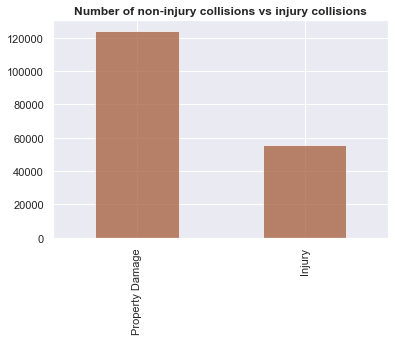 Number of non-injury collisions vs injury collisions
120000
100000
80000
60000
40000
20000
0
Property Damage
Injury